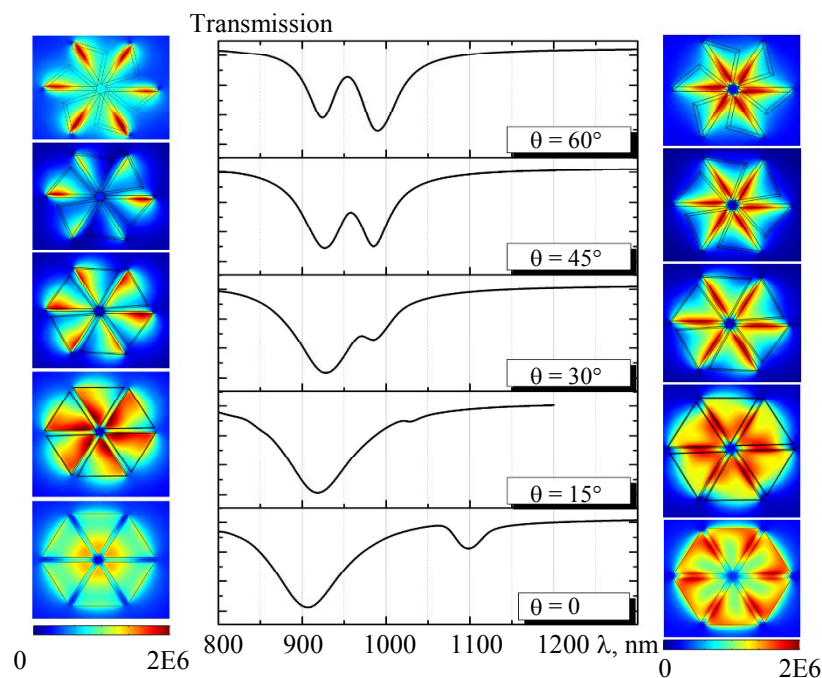 Transmission
θ = 60°
θ = 45°
θ = 30°
θ = 15°
θ = 0
800 900 1000 1100 1200 λ, nm
0 2E6
0 2E6